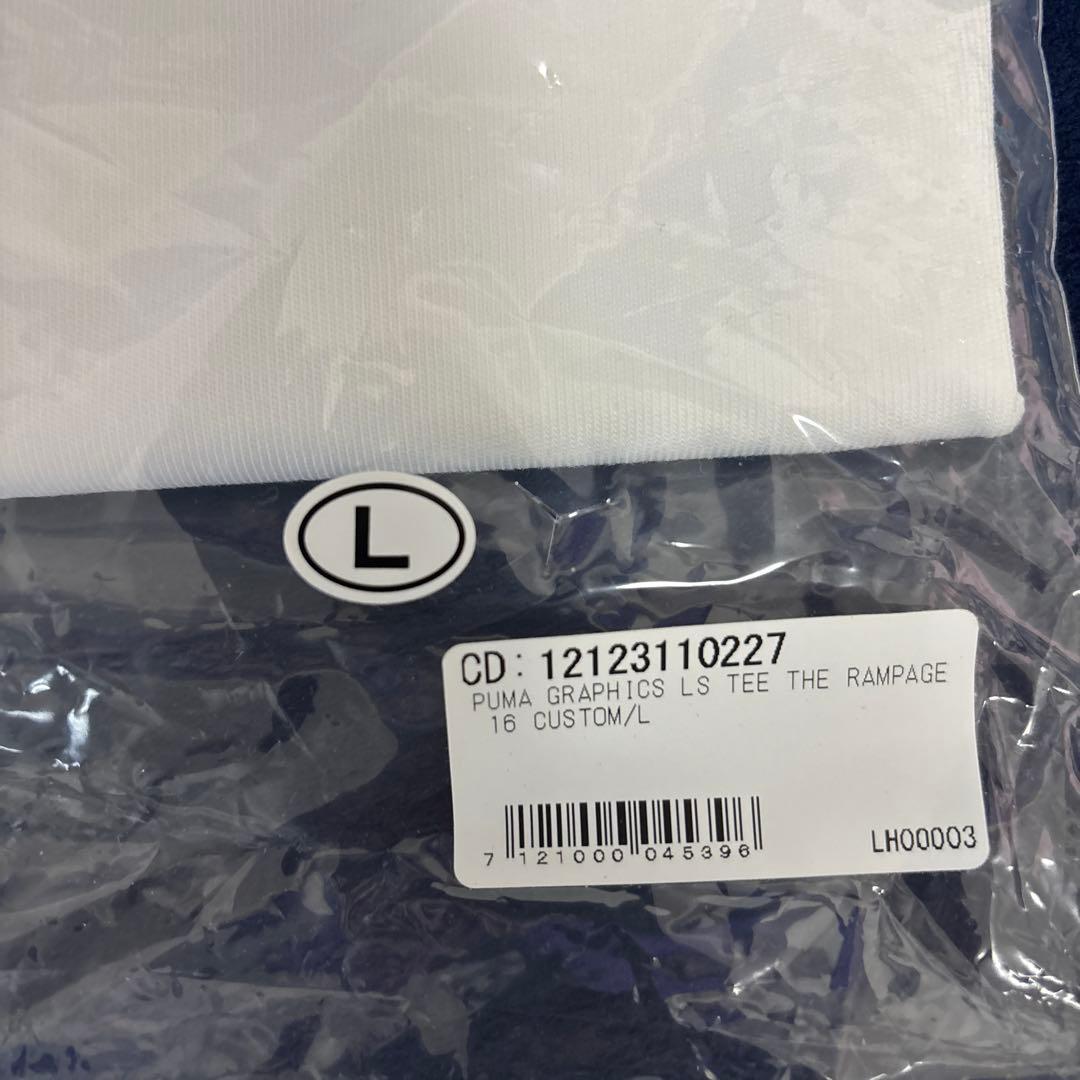 L
CD: 12123110227
PUMA GRAPHICS LS TEE THE RAMPAGE
16 CUSTOM/L
7 121000 045396
LH00003